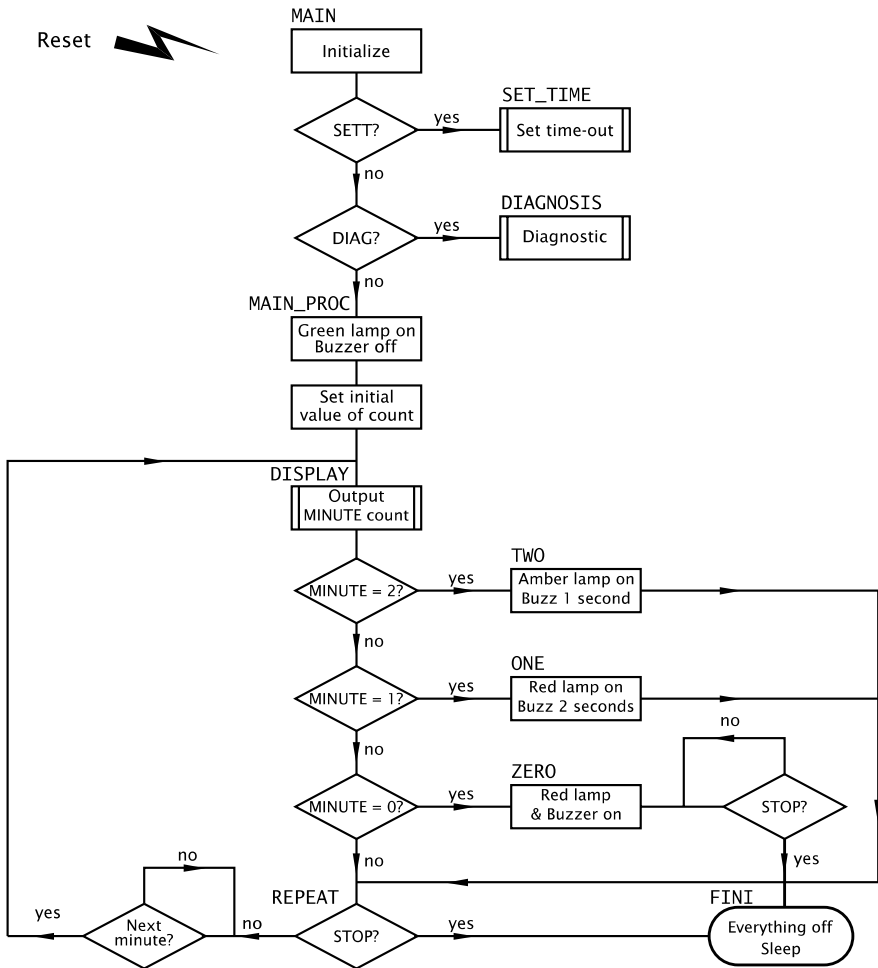 MAIN
Reset
Initialize
SET_TIME
SETT?
yes
Set time-out
no
DIAGNOSIS
DIAG?
yes
Diagnostic
no
MAIN_PROC
Green lamp on
Buzzer off
Set initial
value of count
DISPLAY
Output
MINUTE count
TWO
MINUTE = 2?
yes
Amber lamp on
Buzz 1 second
no
ONE
MINUTE = 1?
yes
Red lamp on
Buzz 2 seconds
no
no
ZERO
MINUTE = 0?
yes
Red lamp
& Buzzer on
STOP?
no
yes
no
REPEAT
FINI
yes
Next
minute?
no
STOP?
yes
Everything off
Sleep